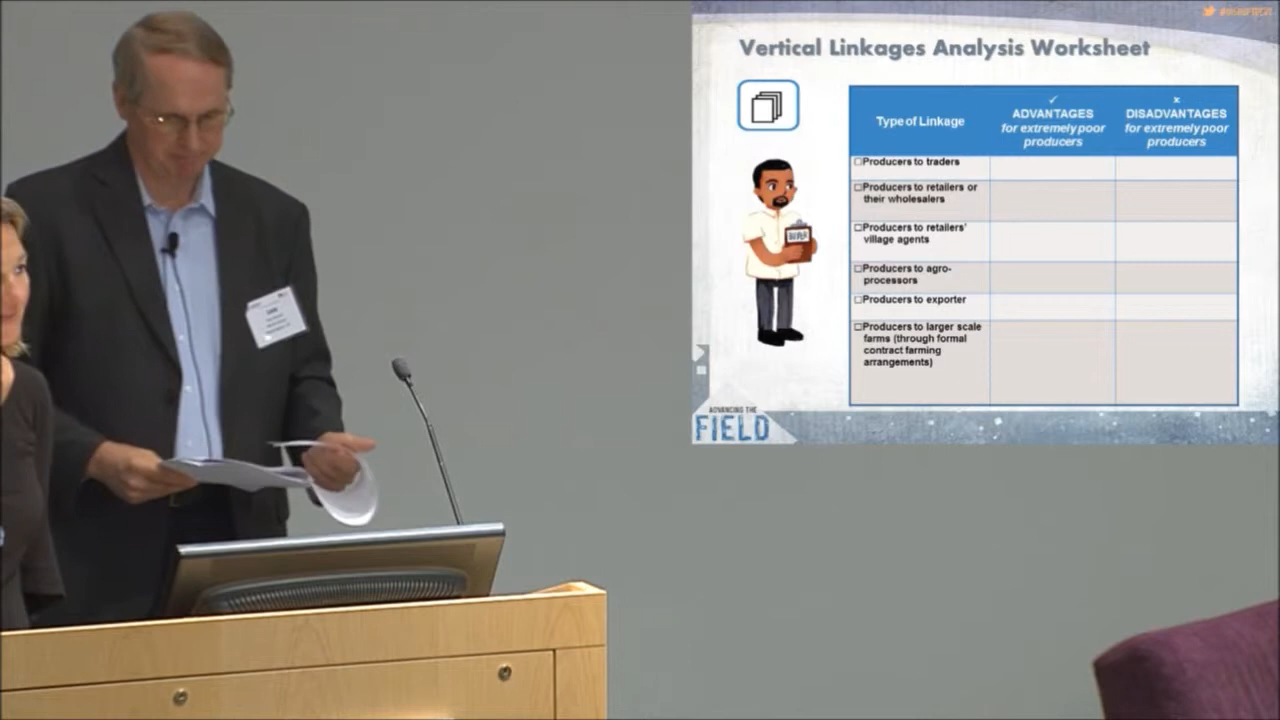 Vertical Linkages Analysis Worksheet
Type of Linkage
✓
ADVANTAGES
for extremely poor
producers
x
DISADVANTAGES
for extremely poor
producers
☐Producers to traders
☐Producers to retailers or
their wholesalers
☐Producers to retailers'
village agents
☐Producers to agro-
processors
☐Producers to exporter
☐Producers to larger scale
farms (through formal
contract farming
arrangements)
ADVANCING THE
FIELD